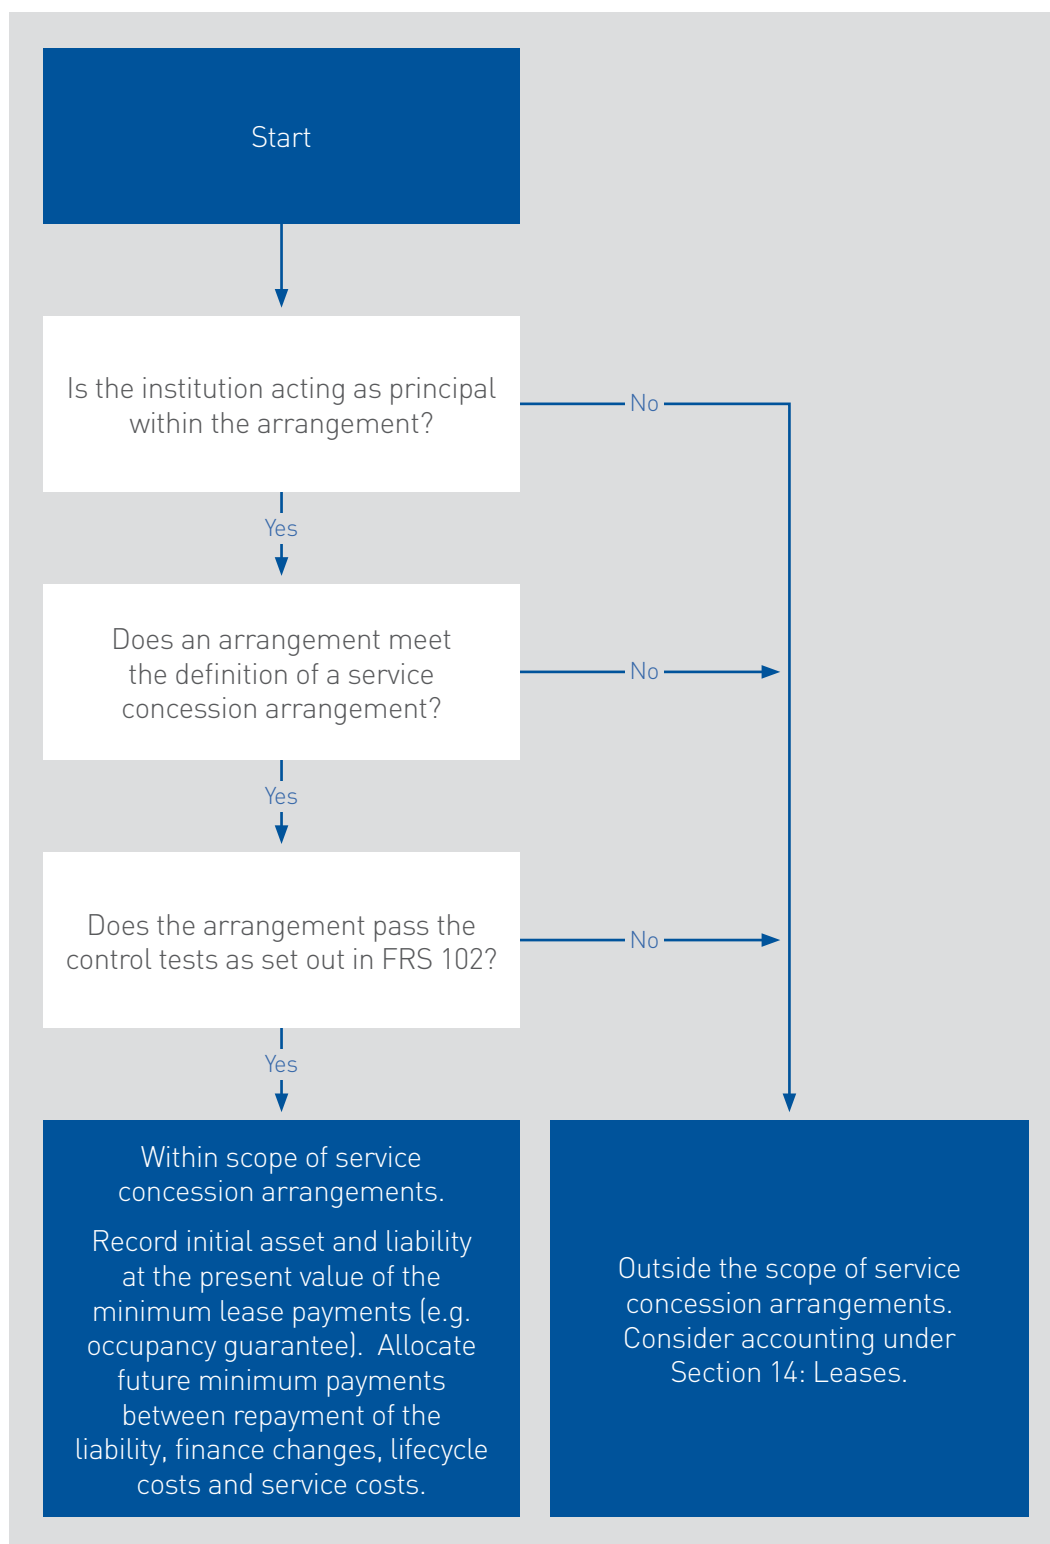 Start
Is the institution acting as principal
within the arrangement?
No
Yes
Does an arrangement meet
the definition of a service
concession arrangement?
No
Yes
Does the arrangement pass the
control tests as set out in FRS 102?
No
Yes
Within scope of service
concession arrangements.
Record initial asset and liability
at the present value of the
minimum lease payments (e.g.
occupancy guarantee).  Allocate
future minimum payments
between repayment of the
liability, finance changes, lifecycle
costs and service costs.
Outside the scope of service
concession arrangements.
Consider accounting under
Section 14: Leases.